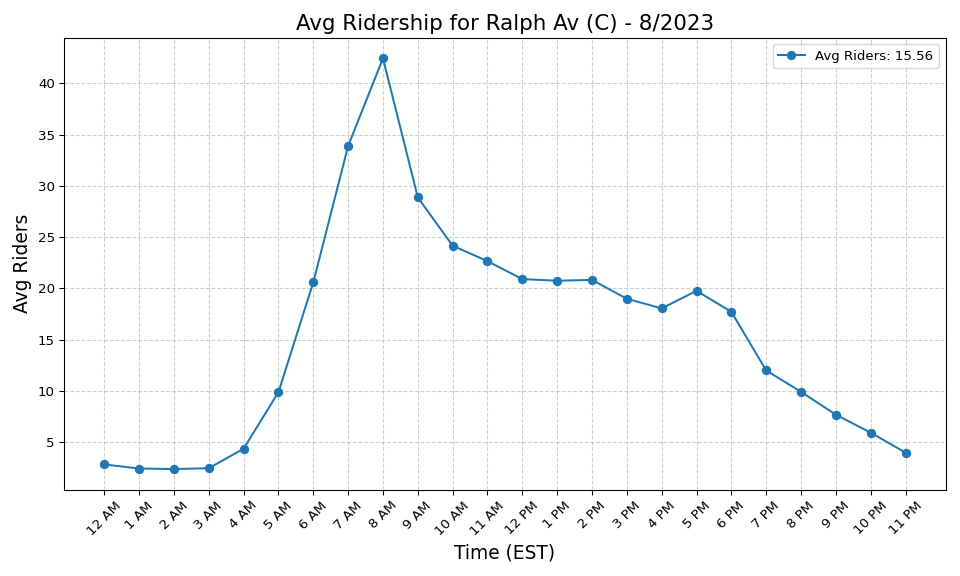 Avg Ridership for Ralph Av (C) - 8/2023
Avg Riders: 15.56
Avg Riders
40
35
30
25
20
15
10
5
12 AM
1 AM
2 AM
3 AM
4 AM
5 AM
6 AM
7 AM
8 AM
9 AM
10 AM
11 AM
12 PM
1 PM
2 PM
3 PM
4 PM
5 PM
6 PM
7 PM
8 PM
9 PM
10 PM
11 PM
Time (EST)